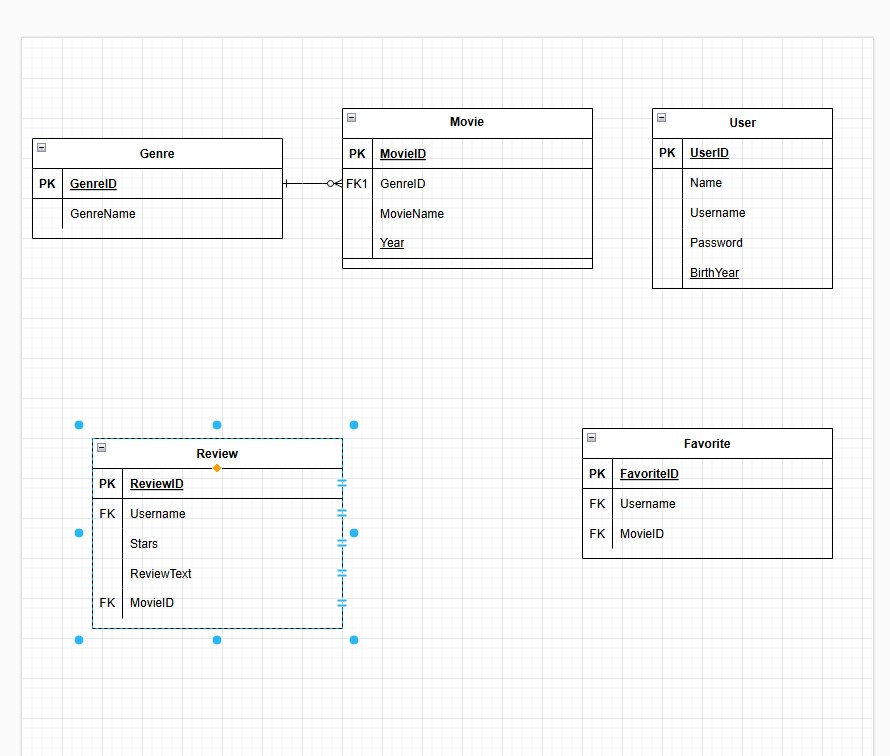 Genre
PK GenreID
GenreName
Movie
PK MovieID
FK1 GenreID
MovieName
Year
User
PK UserID
Name
Username
Password
BirthYear
Review
PK ReviewID
FK Username
Stars
ReviewText
FK MovieID
Favorite
PK FavoriteID
FK Username
FK MovieID